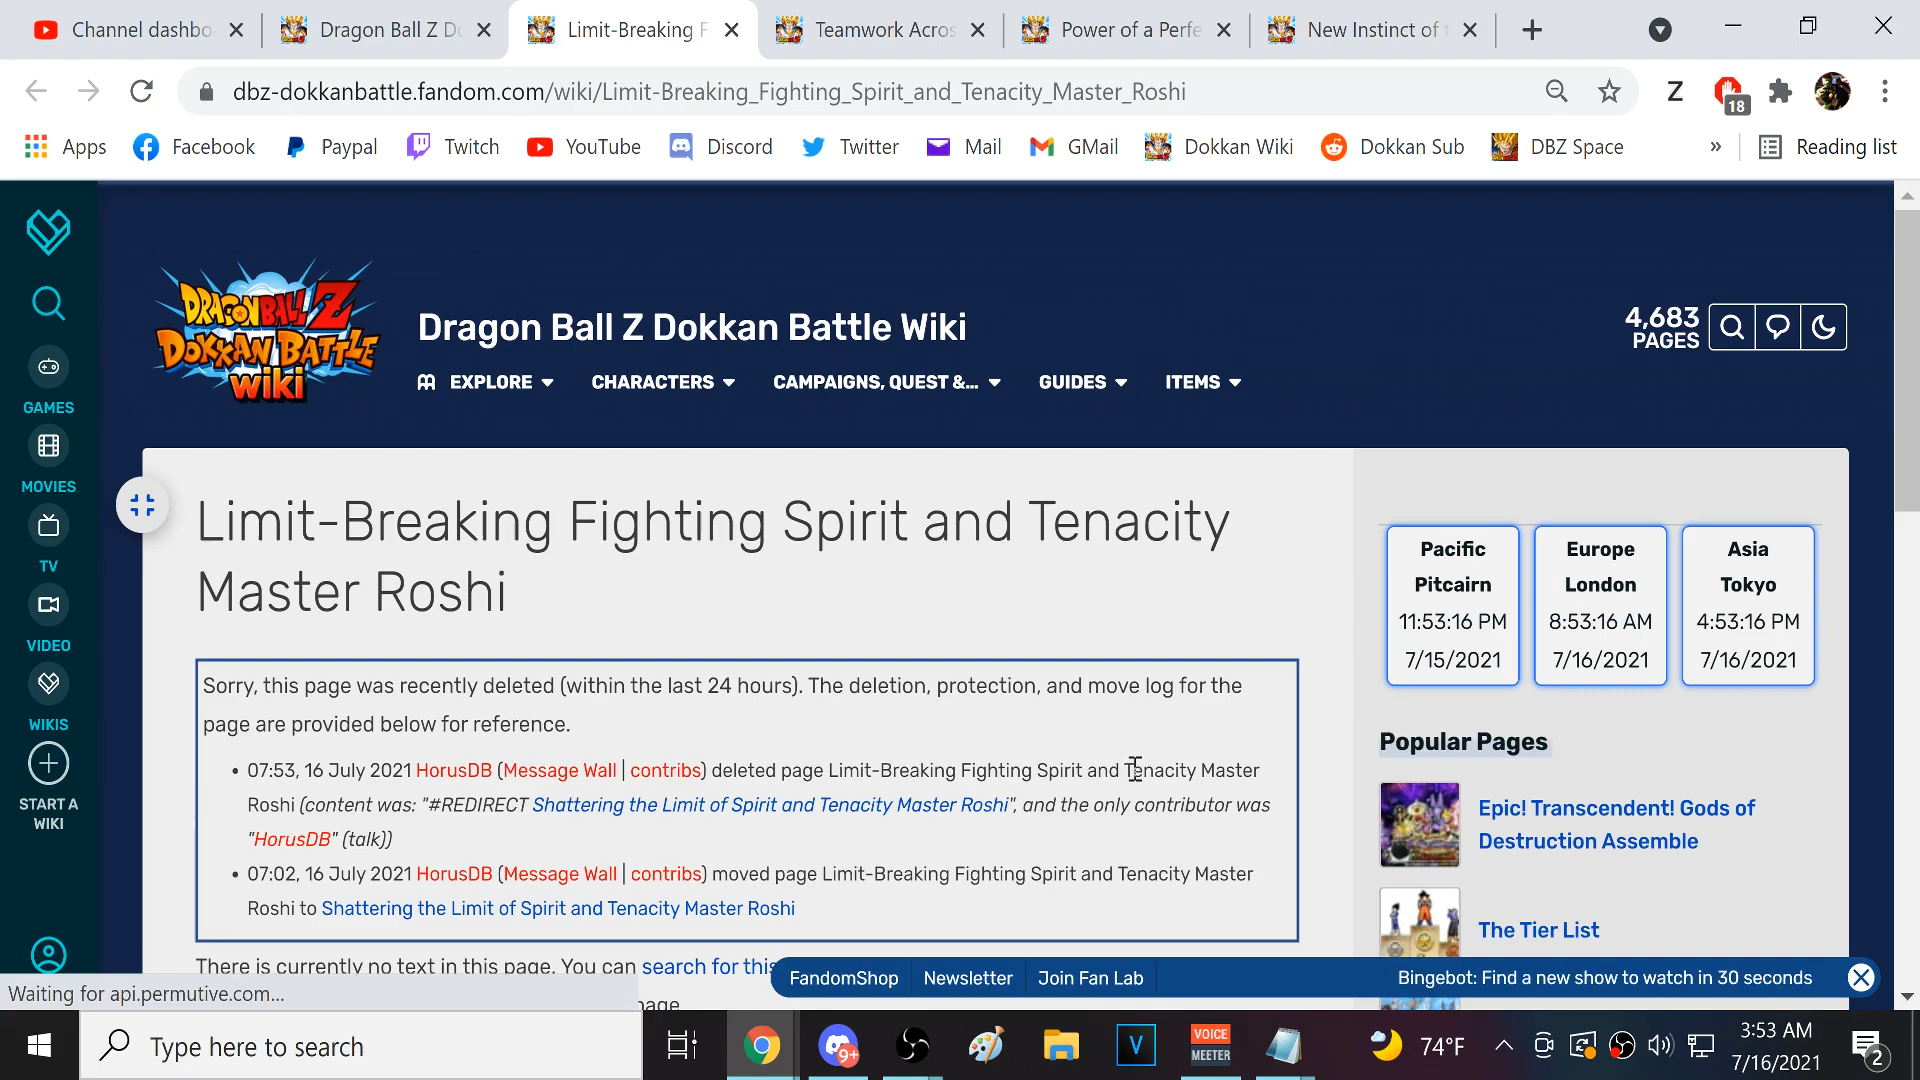 Channel dashbo
Dragon Ball Z Do
Limit-Breaking F
Teamwork Acros
Power of a Perfe
New Instinct of t
dbz-dokkanbattle.fandom.com/wiki/Limit-Breaking_Fighting_Spirit_and_Tenacity_Master_Roshi
Z
18
Apps
Facebook
Paypal
Twitch
YouTube
Discord
Twitter
Mail
GMail
Dokkan Wiki
Dokkan Sub
DBZ Space
»
Reading list
DRAGONBALL Z
DOKKAN BATTLE
wiki
Dragon Ball Z Dokkan Battle Wiki
4,683
PAGES
EXPLORE
CHARACTERS
CAMPAIGNS, QUEST &...
GUIDES
ITEMS
GAMES
MOVIES
TV
VIDEO
WIKIS
START A
WIKI
Limit-Breaking Fighting Spirit and Tenacity
Master Roshi
Sorry, this page was recently deleted (within the last 24 hours). The deletion, protection, and move log for the
page are provided below for reference.
• 07:53, 16 July 2021 HorusDB (Message Wall | contribs) deleted page Limit-Breaking Fighting Spirit and Tenacity Master
Roshi (content was: "#REDIRECT Shattering the Limit of Spirit and Tenacity Master Roshi", and the only contributor was
"HorusDB" (talk))
• 07:02, 16 July 2021 HorusDB (Message Wall | contribs) moved page Limit-Breaking Fighting Spirit and Tenacity Master
Roshi to Shattering the Limit of Spirit and Tenacity Master Roshi
There is currently no text in this page. You can search for this
page
Pacific
Pitcairn
11:53:16 PM
7/15/2021
Europe
London
8:53:16 AM
7/16/2021
Asia
Tokyo
4:53:16 PM
7/16/2021
Popular Pages
Epic! Transcendent! Gods of
Destruction Assemble
The Tier List
FandomShop
Newsletter
Join Fan Lab
Bingebot: Find a new show to watch in 30 seconds
Waiting for api.permutive.com...
Type here to search
9+
V
VOICE
MEETER
74°F
3:53 AM
7/16/2021
2